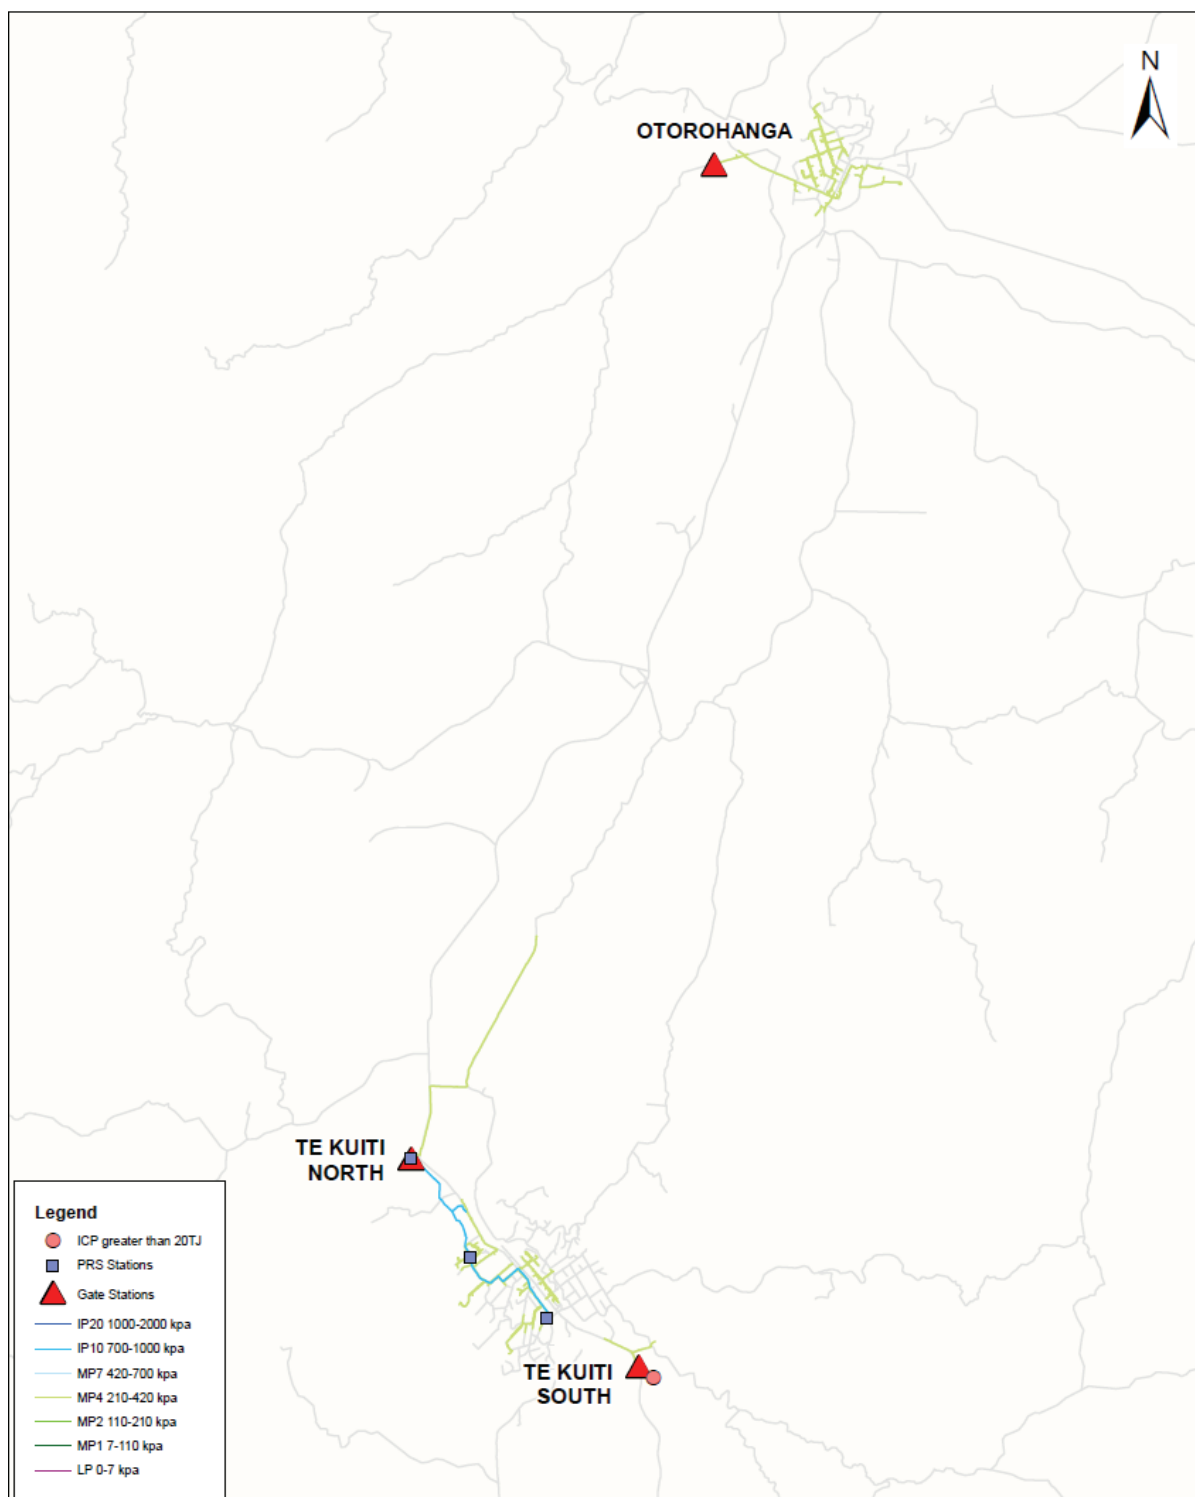 N
OTOROHANGA
TE KUITI
NORTH
TE KUITI
SOUTH
Legend
ICP greater than 20TJ
PRS Stations
Gate Stations
IP20 1000-2000 kpa
IP10 700-1000 kpa
MP7 420-700 kpa
MP4 210-420 kpa
MP2 110-210 kpa
MP1 7-110 kpa
LP 0-7 kpa